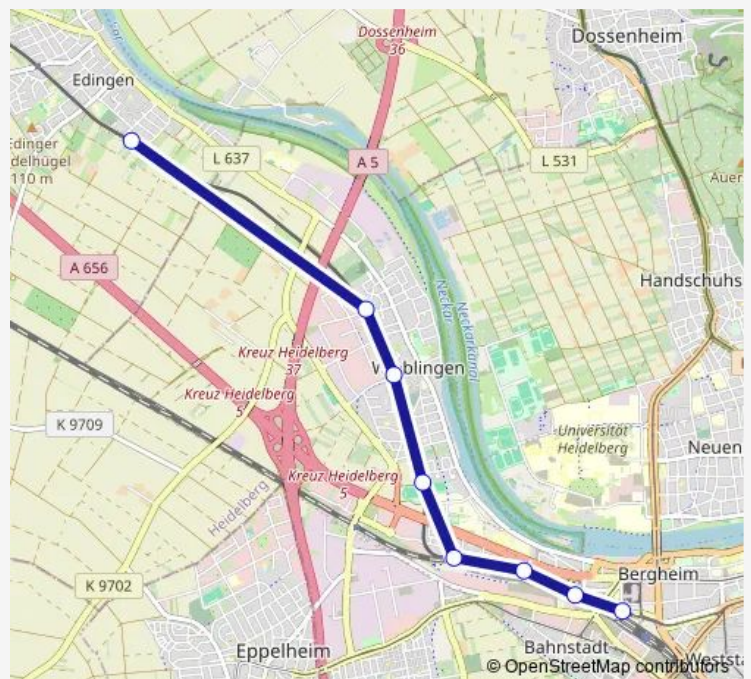 Dossenheim
36
Dossenheim
Edingen
Edinger
delhügel
110 m
L 637
A 5
L 531
Auer
A 656
Handschuhs
Neckar
Neckarkanal
Kreuz Heidelberg
37
blingen
Kreuz Heidelberg
5
K 9709
Universität
Heidelberg
Neuen
Kreuz Heidelberg
5
Heidelberg
K 9702
Bergheim
Eppelheim
Bahnstadt
Weststa
© OpenStreetMap contributors